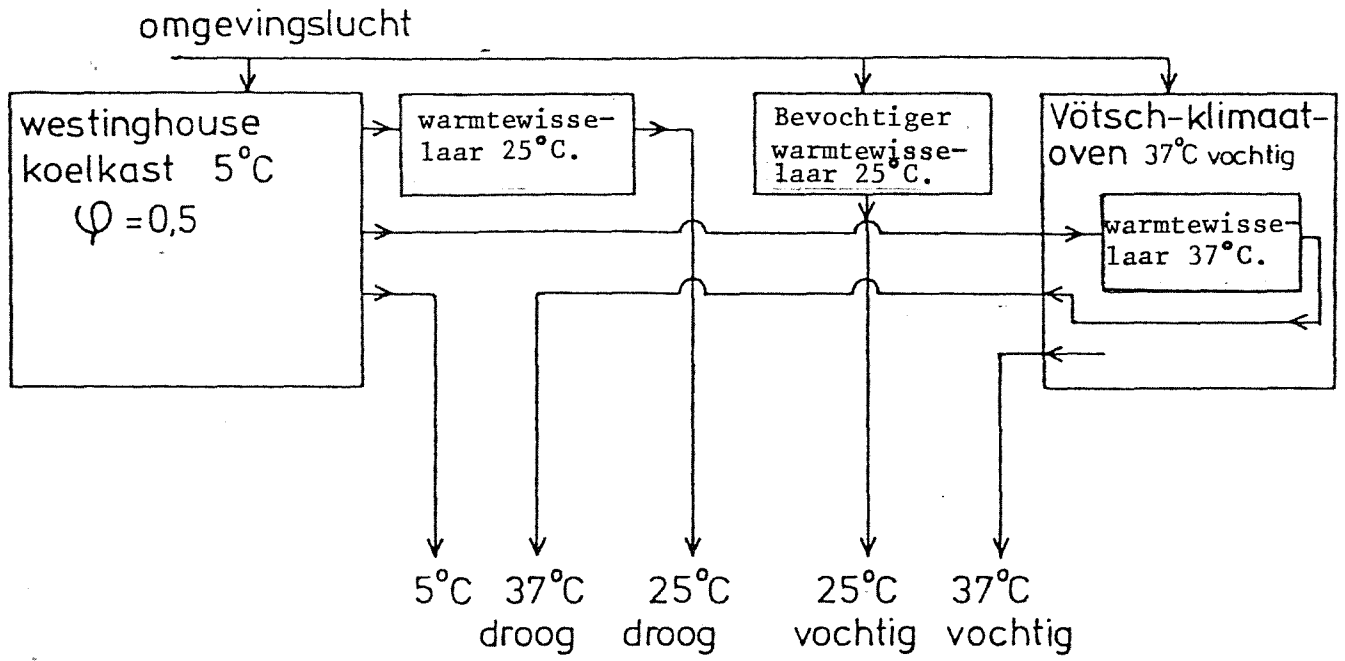 omgevingslucht
westinghouse
koelkast 5°C
φ = 0,5
warmtewisse-
laar 25°C.
Bevochtiger
warmtewisse-
laar 25°C.
Vötsch-klimaat-
oven 37°C vochtig
warmtewisse-
laar 37°C.
5°C
37°C
droog
25°C
droog
25°C
vochtig
37°C
vochtig